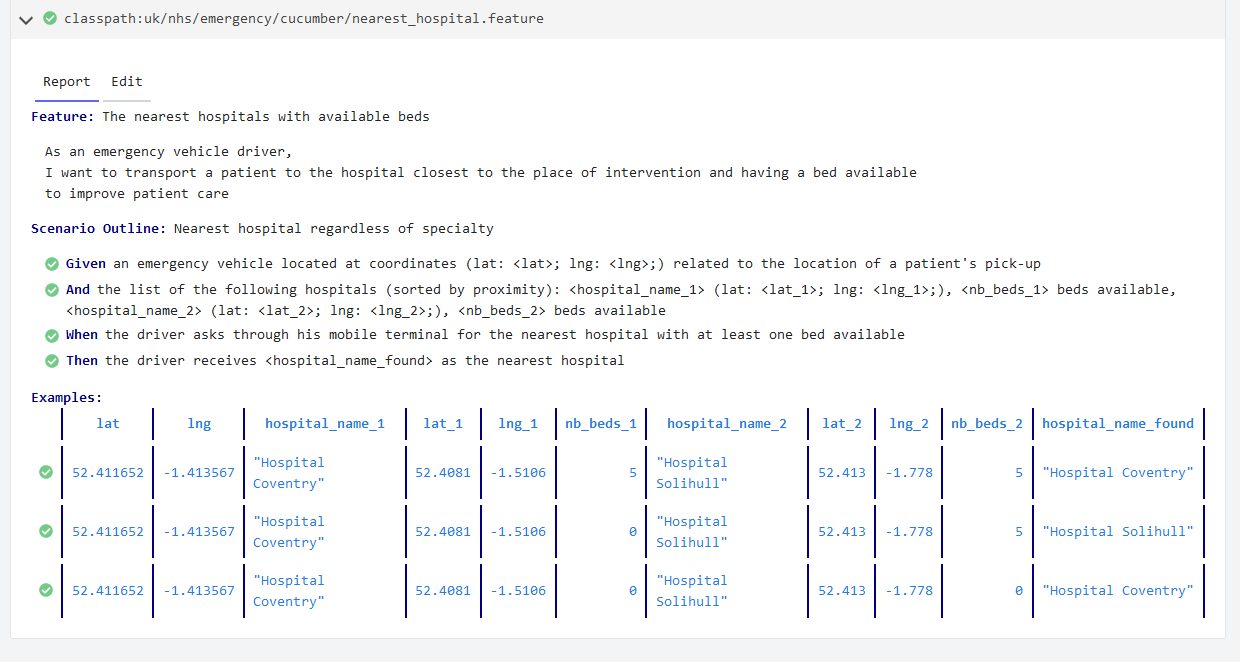 classpath:uk/nhs/emergency/cucumber/nearest_hospital.feature
Report Edit
Feature: The nearest hospitals with available beds
As an emergency vehicle driver,
I want to transport a patient to the hospital closest to the place of intervention and having a bed available
to improve patient care
Scenario Outline: Nearest hospital regardless of specialty
Given an emergency vehicle located at coordinates (lat: <lat>; lng: <lng>;) related to the location of a patient's pick-up
And the list of the following hospitals (sorted by proximity): <hospital_name_1> (lat: <lat_1>; lng: <lng_1>;), <nb_beds_1> beds available,
<hospital_name_2> (lat: <lat_2>; lng: <lng_2>;), <nb_beds_2> beds available
When the driver asks through his mobile terminal for the nearest hospital with at least one bed available
Then the driver receives <hospital_name_found> as the nearest hospital
Examples:
lat lng hospital_name_1 lat_1 lng_1 nb_beds_1 hospital_name_2 lat_2 lng_2 nb_beds_2 hospital_name_found
52.411652 -1.413567 "Hospital Coventry" 52.4081 -1.5106 5 "Hospital Solihull" 52.413 -1.778 5 "Hospital Coventry"
52.411652 -1.413567 "Hospital Coventry" 52.4081 -1.5106 0 "Hospital Solihull" 52.413 -1.778 5 "Hospital Solihull"
52.411652 -1.413567 "Hospital Coventry" 52.4081 -1.5106 0 "Hospital Solihull" 52.413 -1.778 0 "Hospital Coventry"